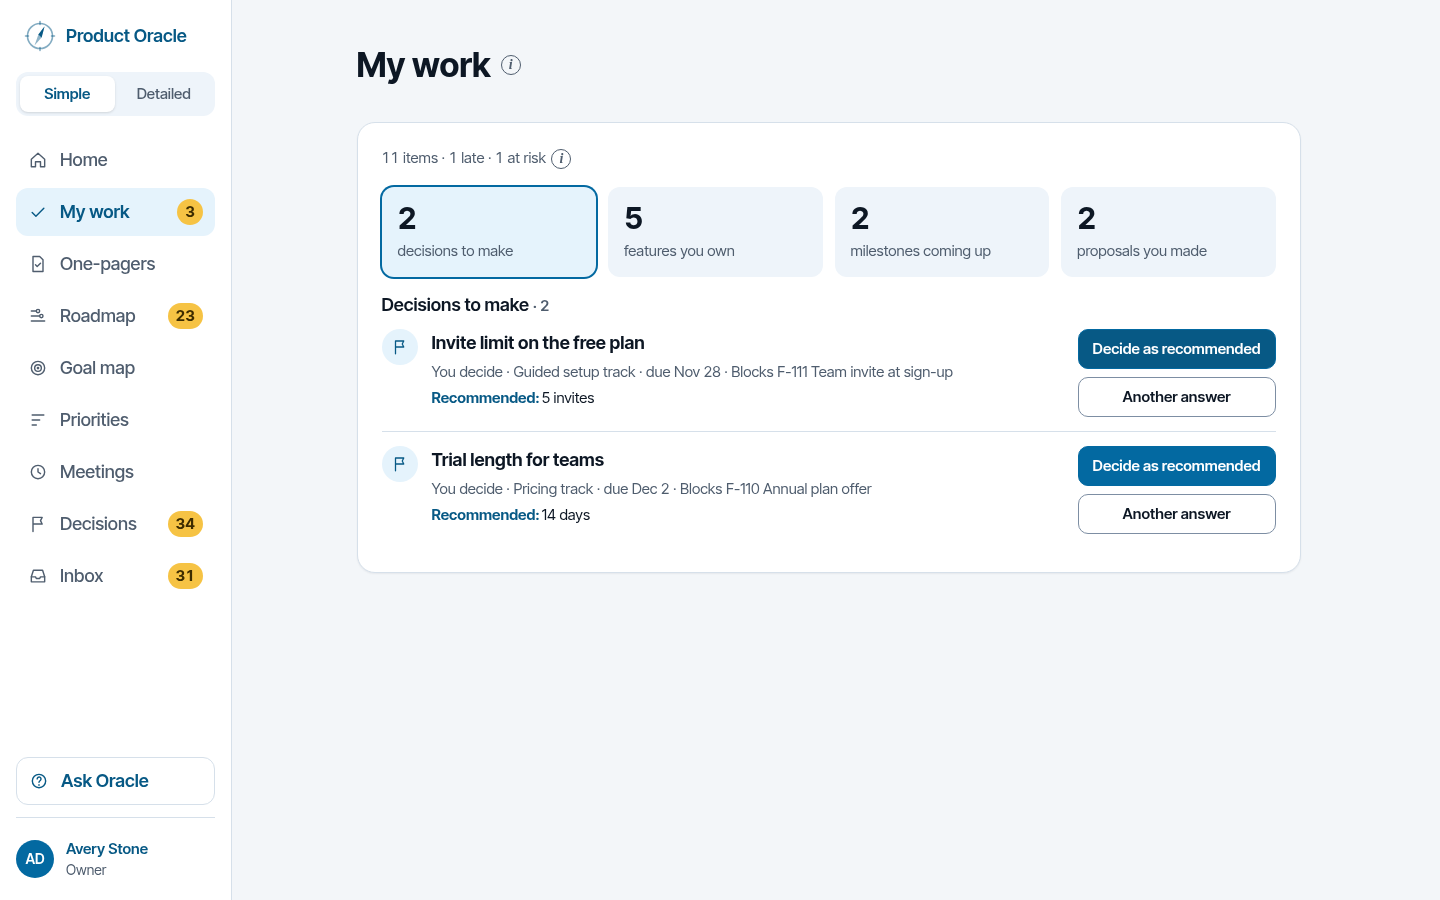 Product Oracle
Simple
Detailed
Home
My work
3
One-pagers
Roadmap
23
Goal map
Priorities
Meetings
Decisions
34
Inbox
31
Ask Oracle
AD
Avery Stone
Owner
My work
i
11 items · 1 late · 1 at risk
i
2
decisions to make
5
features you own
2
milestones coming up
2
proposals you made
Decisions to make · 2
Invite limit on the free plan
You decide · Guided setup track · due Nov 28 · Blocks F-111 Team invite at sign-up
Recommended: 5 invites
Decide as recommended
Another answer
Trial length for teams
You decide · Pricing track · due Dec 2 · Blocks F-110 Annual plan offer
Recommended: 14 days
Decide as recommended
Another answer